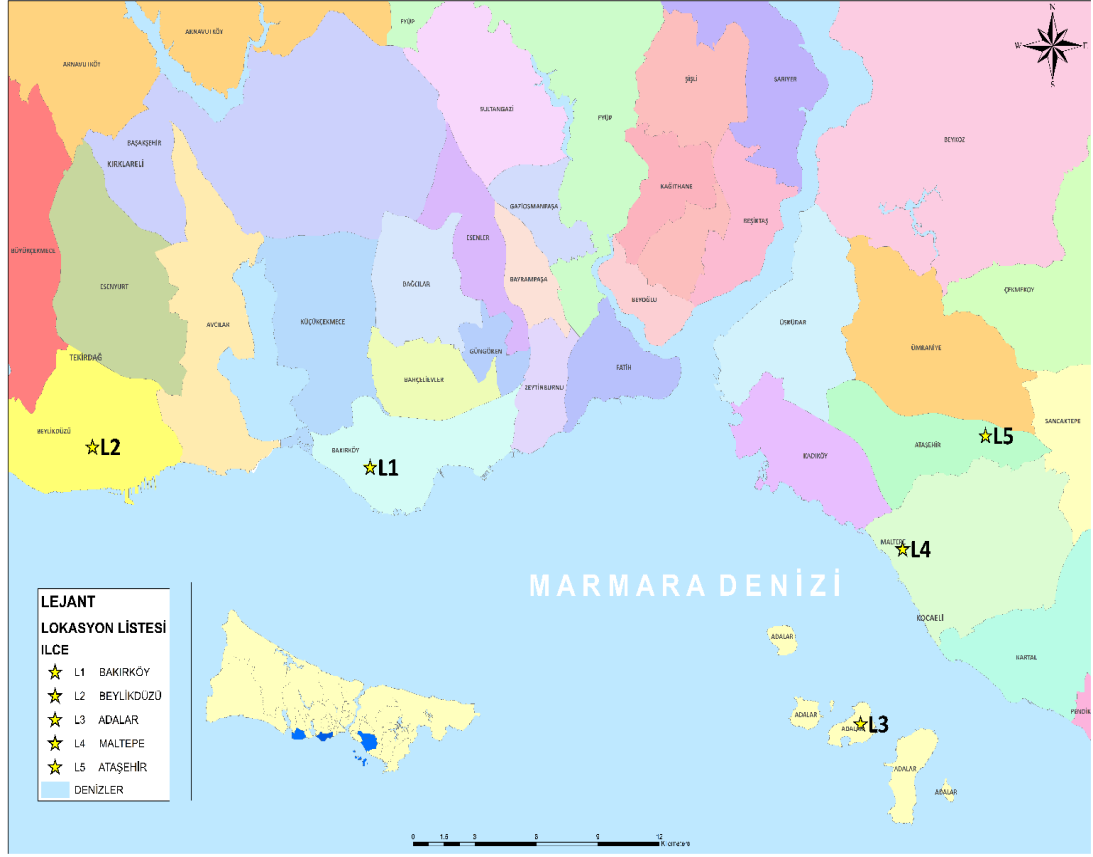 EYÜP
ARNAVUTKÖY
N
W
S
ARNAVUTKÖY
ŞİŞLİ
SARIYER
SULTANGAZİ
EYÜP
BAŞAKŞEHİR
BEYKOZ
KIRKLARELİ
KAĞITHANE
GAZİOSMANPAŞA
BEŞİKTAŞ
ESENLER
BÜYÜKÇEKMECE
BAYRAMPAŞA
ESENYURT
BAĞCILAR
ÇEKMEKÖY
BEYOĞLU
AVCILAR
KÜÇÜKÇEKMECE
ÜSKÜDAR
ÜMRANİYE
GÜNGÖREN
TEKİRDAĞ
FATİH
BAHÇELİEVLER
ZEYTİNBURNU
SANCAKTEPE
BEYLİKDÜZÜ
L2
BAKIRKÖY
L1
KADIKÖY
ATAŞEHİR
L5
MALTEPE
L4
MARMARA DENİZİ
KOCAELİ
ADALAR
KARTAL
PENDİK
ADALAR
ADALAR
L3
ADALAR
ADALAR
LEJANT
LOKASYON LİSTESİ
ILCE
L1 BAKIRKÖY
L2 BEYLİKDÜZÜ
L3 ADALAR
L4 MALTEPE
L5 ATAŞEHİR
DENİZLER
0 1.5 3 6 9 12
Kilometers